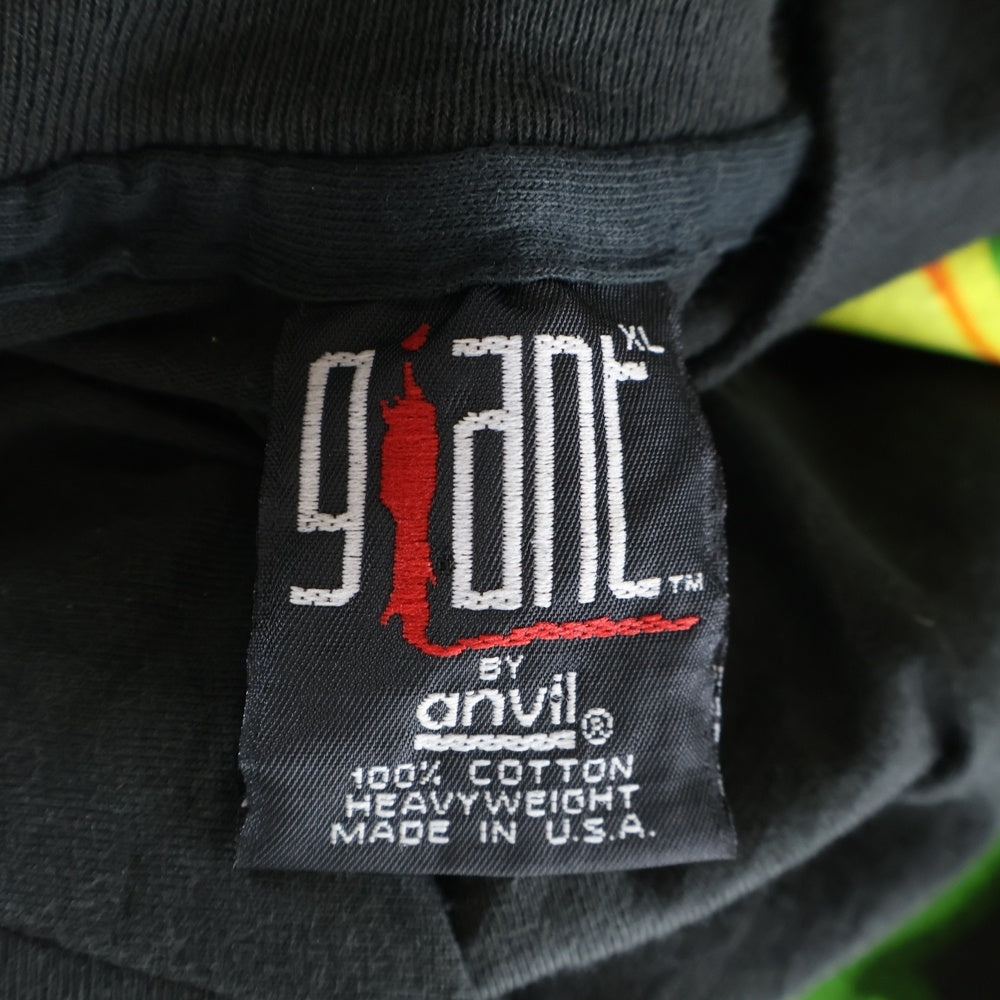 giant XL
TM
BY
anvil®
100% COTTON
HEAVYWEIGHT
MADE IN U.S.A.